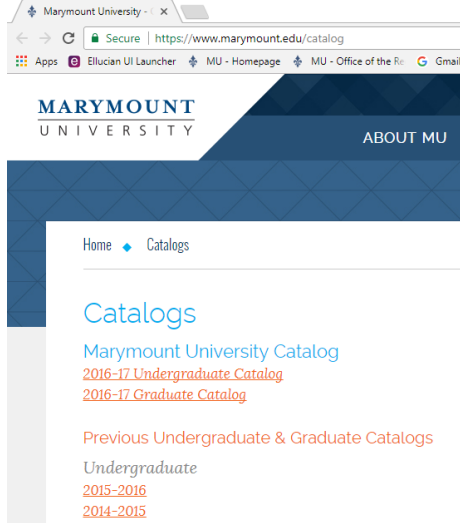 Marymount University -
Secure | https://www.marymount.edu/catalog
Apps Ellucian UI Launcher MU - Homepage MU - Office of the Re Gmail
MARYMOUNT
UNIVERSITY
ABOUT MU
Home Catalogs
Catalogs
Marymount University Catalog
2016-17 Undergraduate Catalog
2016-17 Graduate Catalog
Previous Undergraduate & Graduate Catalogs
Undergraduate
2015-2016
2014-2015